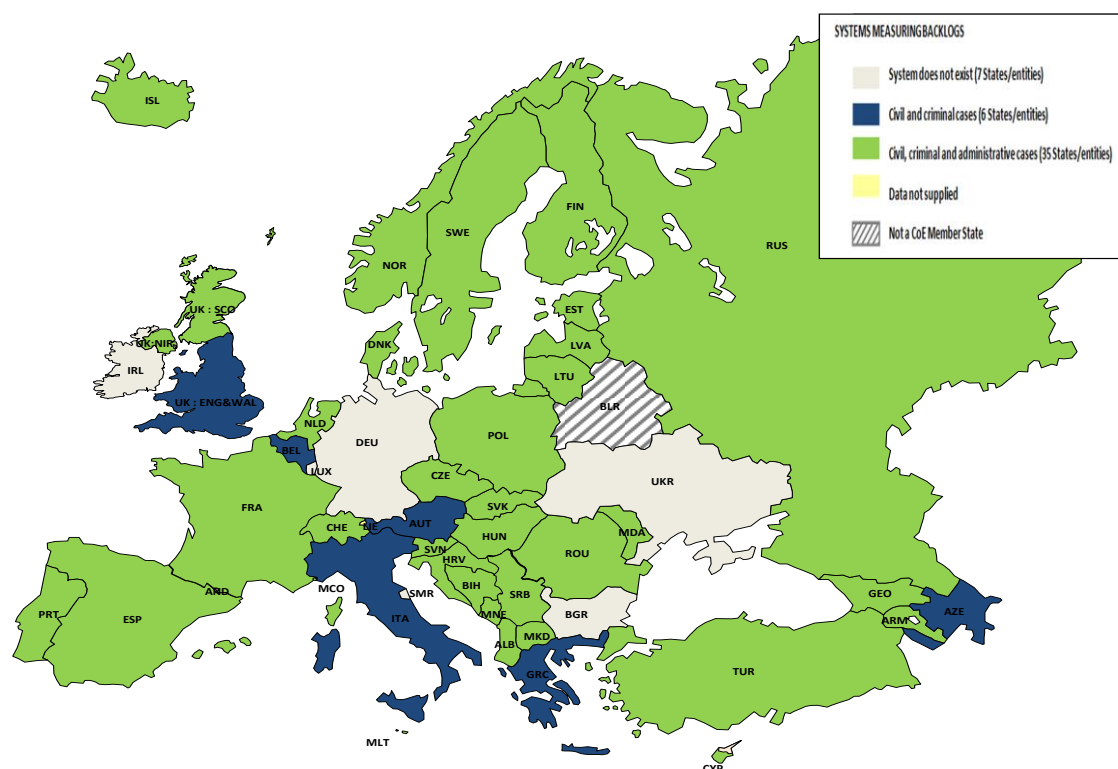 SYSTEMS MEASURING BACKLOGS
System does not exist (7 States/entities)
Civil and criminal cases (6 States/entities)
Civil, criminal and administrative cases (35 States/entities)
Data not supplied
Not a CoE Member State
ISL
FIN
SWE
RUS
NOR
UK : SCO
EST
UK:NIR
DNK
LVA
IRL
LTU
UK : ENG&WAL
BLR
NLD
POL
DEU
BEL
LUX
CZE
UKR
FRA
SVK
CHE
LIE
AUT
MDA
HUN
SVN
ROU
HRV
AND
MCO
BIH
SMR
SRB
GEO
PRT
ESP
ITA
MNE
BGR
AZE
ARM
ALB
MKD
GRC
TUR
MLT
CYP